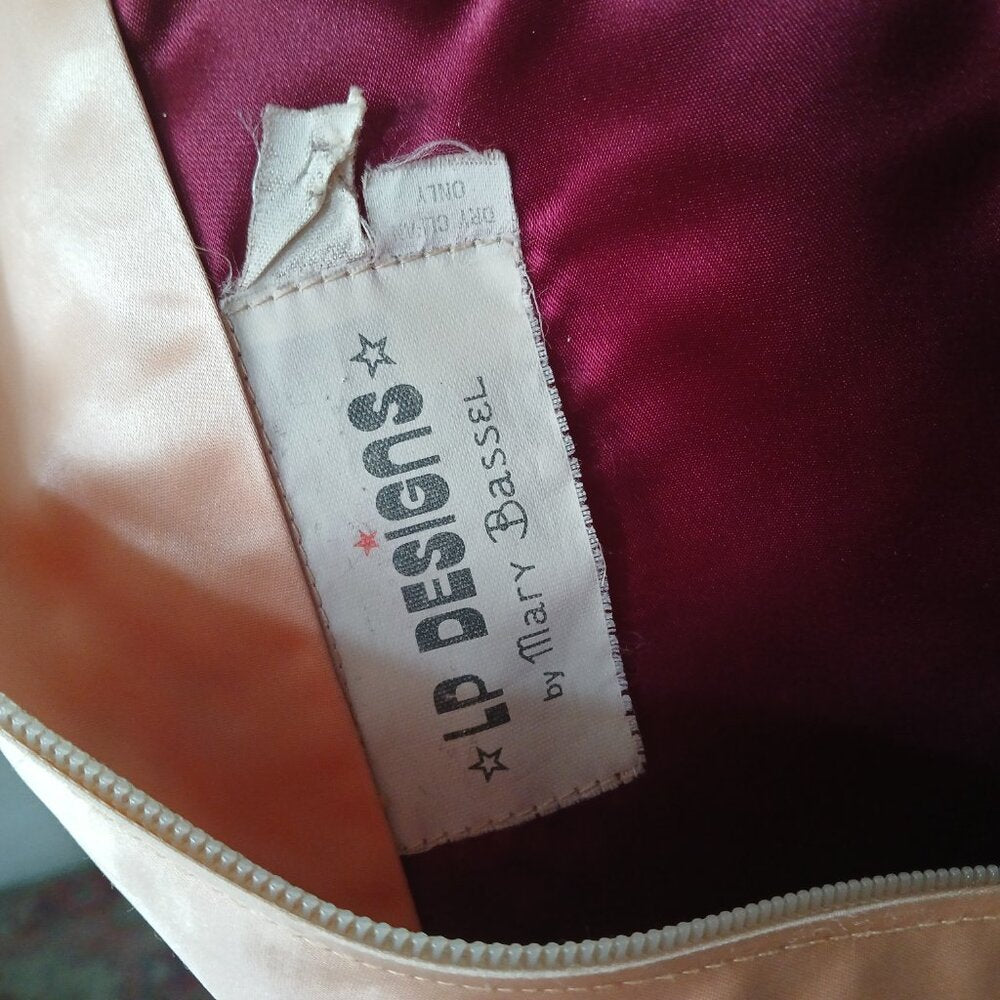 LP DESIGNS
by Mary Bassel
DRY CLEAN
ONLY